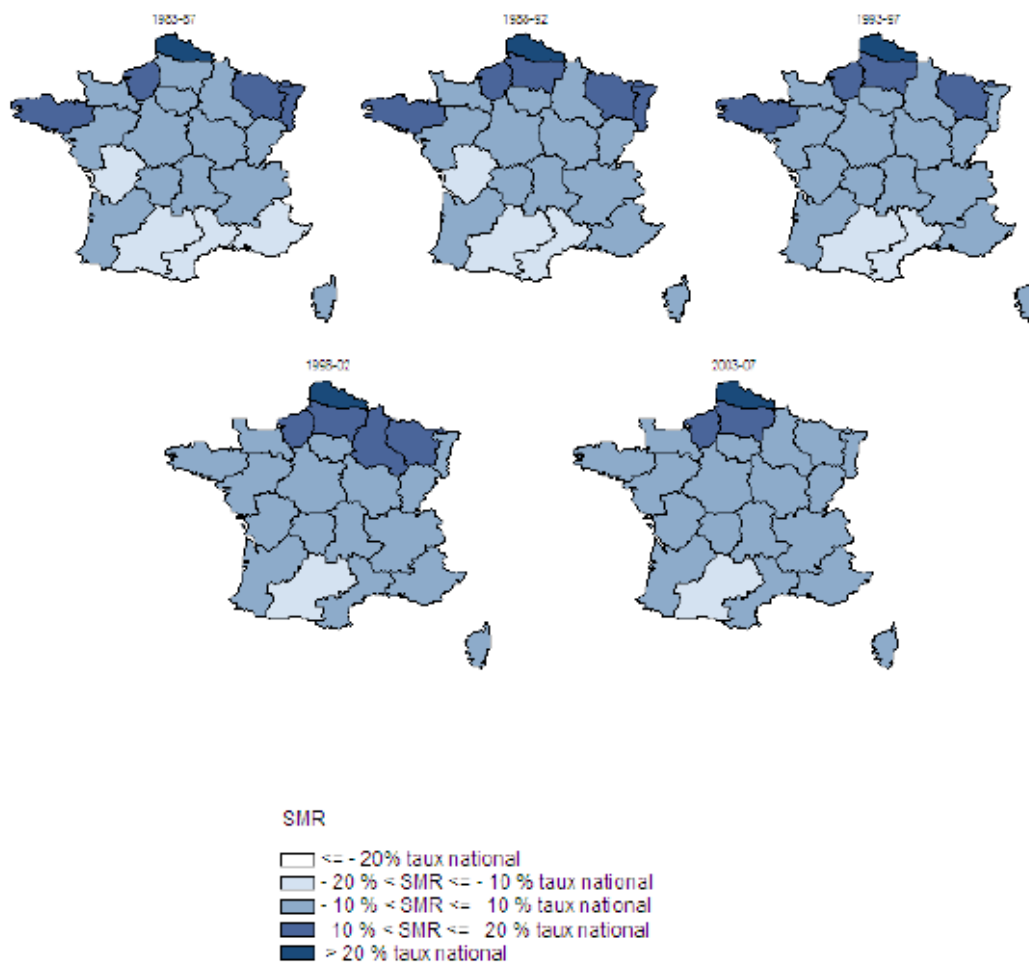 1983-87
1988-92
1993-97
1998-02
2003-07
SMR
<= - 20% taux national
- 20 % < SMR <= - 10 % taux national
- 10 % < SMR <= 10 % taux national
10 % < SMR <= 20 % taux national
> 20 % taux national